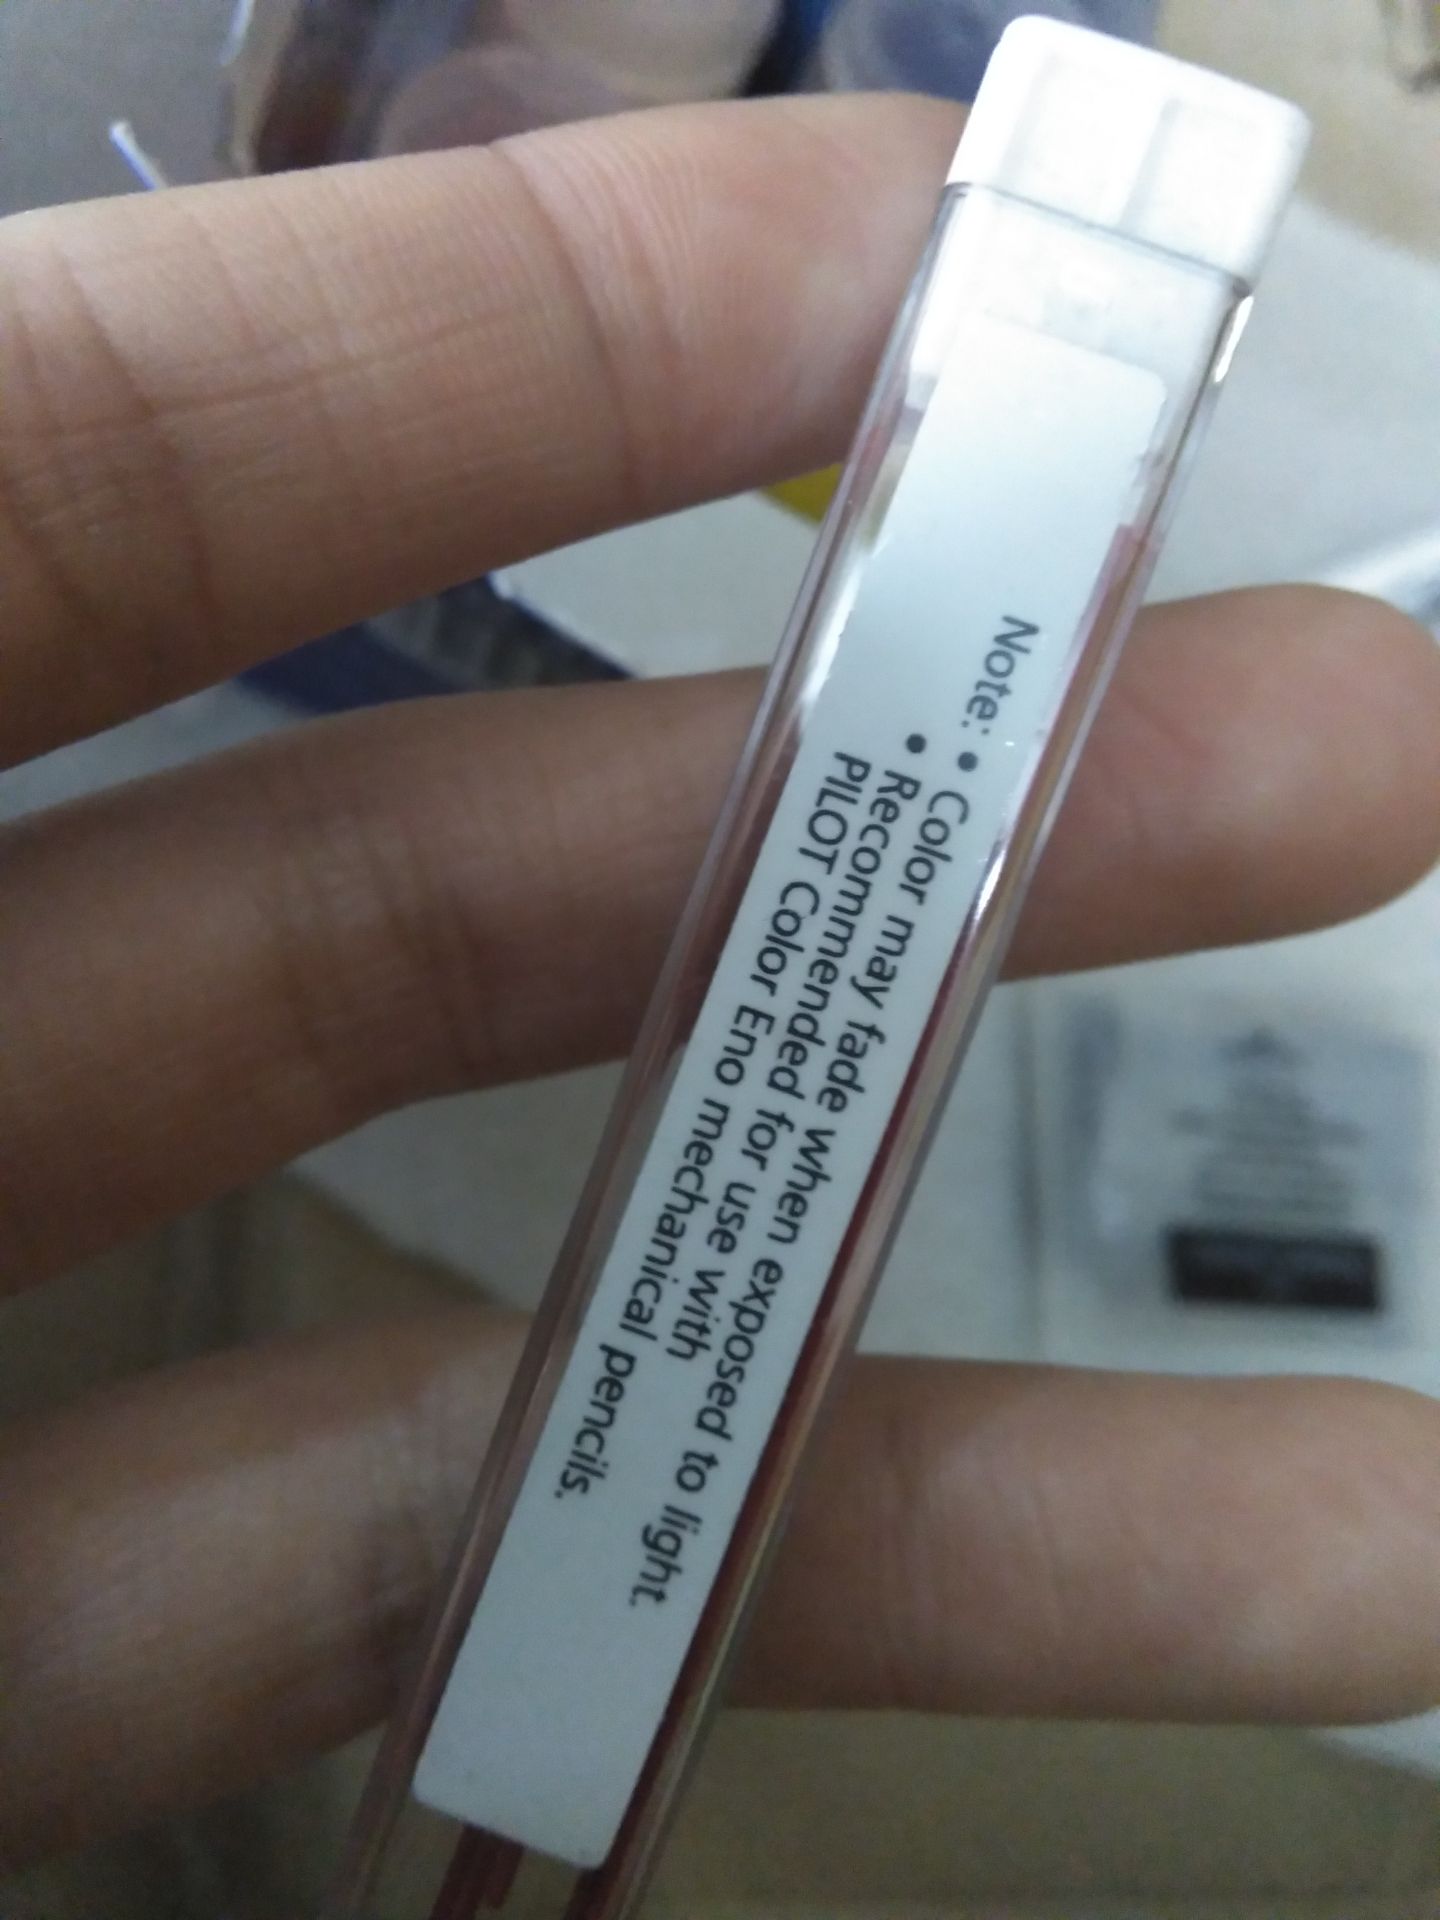 Note: • Color may fade when exposed to light.
• Recommended for use with
PILOT Color Eno mechanical pencils.